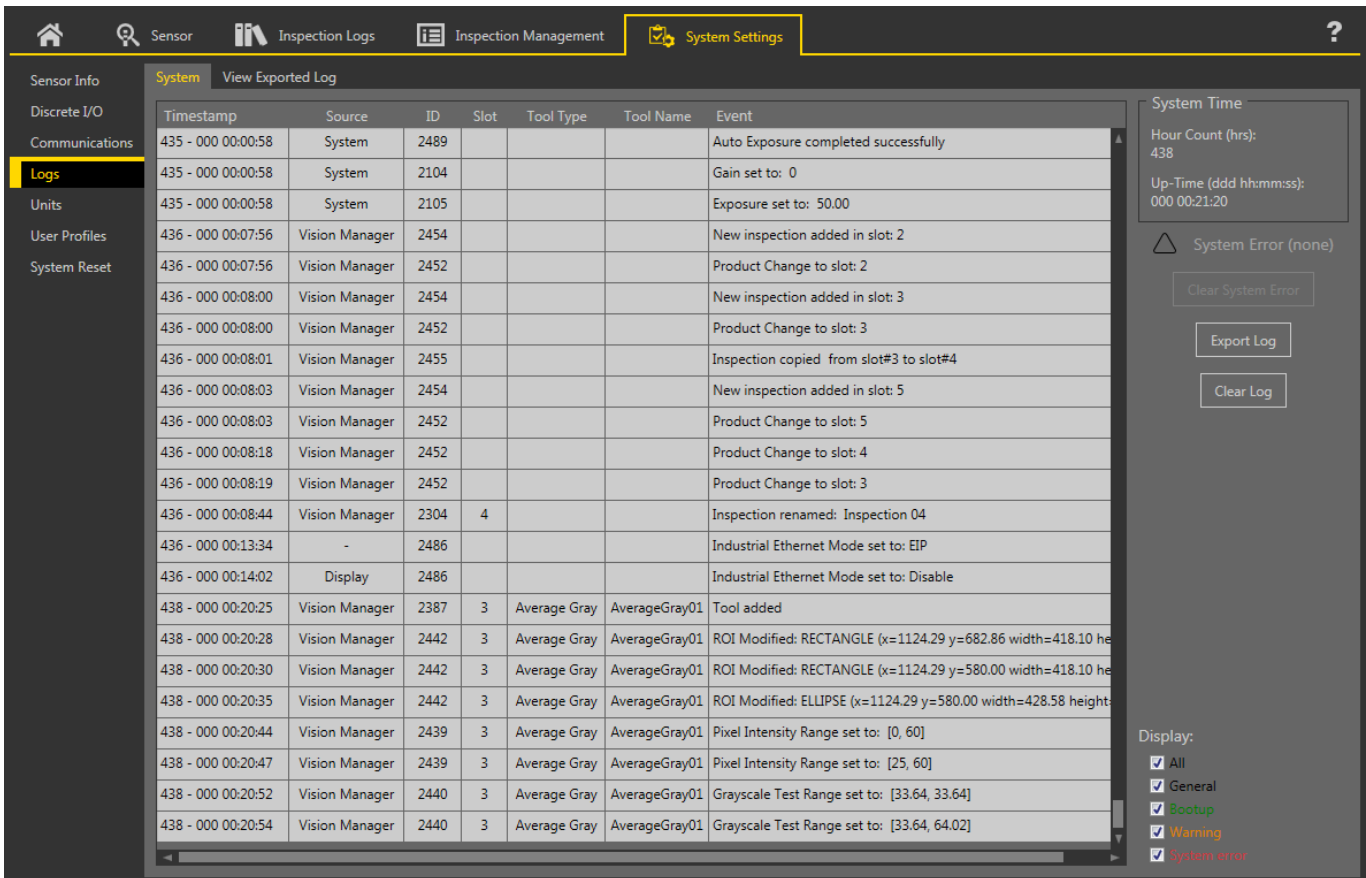 Sensor Inspection Logs Inspection Management System Settings ?
Sensor Info
Discrete I/O
Communications
Logs
Units
User Profiles
System Reset
System View Exported Log
Timestamp Source ID Slot Tool Type Tool Name Event
435 - 000 00:00:58 System 2489 Auto Exposure completed successfully
435 - 000 00:00:58 System 2104 Gain set to: 0
435 - 000 00:00:58 System 2105 Exposure set to: 50.00
436 - 000 00:07:56 Vision Manager 2454 New inspection added in slot: 2
436 - 000 00:07:56 Vision Manager 2452 Product Change to slot: 2
436 - 000 00:08:00 Vision Manager 2454 New inspection added in slot: 3
436 - 000 00:08:00 Vision Manager 2452 Product Change to slot: 3
436 - 000 00:08:01 Vision Manager 2455 Inspection copied from slot#3 to slot#4
436 - 000 00:08:03 Vision Manager 2454 New inspection added in slot: 5
436 - 000 00:08:03 Vision Manager 2452 Product Change to slot: 5
436 - 000 00:08:18 Vision Manager 2452 Product Change to slot: 4
436 - 000 00:08:19 Vision Manager 2452 Product Change to slot: 3
436 - 000 00:08:44 Vision Manager 2304 4 Inspection renamed: Inspection 04
436 - 000 00:13:34 - 2486 Industrial Ethernet Mode set to: EIP
436 - 000 00:14:02 Display 2486 Industrial Ethernet Mode set to: Disable
438 - 000 00:20:25 Vision Manager 2387 3 Average Gray AverageGray01 Tool added
438 - 000 00:20:28 Vision Manager 2442 3 Average Gray AverageGray01 ROI Modified: RECTANGLE (x=1124.29 y=682.86 width=418.10 he
438 - 000 00:20:30 Vision Manager 2442 3 Average Gray AverageGray01 ROI Modified: RECTANGLE (x=1124.29 y=580.00 width=418.10 he
438 - 000 00:20:35 Vision Manager 2442 3 Average Gray AverageGray01 ROI Modified: ELLIPSE (x=1124.29 y=580.00 width=428.58 height:
438 - 000 00:20:44 Vision Manager 2439 3 Average Gray AverageGray01 Pixel Intensity Range set to: [0, 60]
438 - 000 00:20:47 Vision Manager 2439 3 Average Gray AverageGray01 Pixel Intensity Range set to: [25, 60]
438 - 000 00:20:52 Vision Manager 2440 3 Average Gray AverageGray01 Grayscale Test Range set to: [33.64, 33.64]
438 - 000 00:20:54 Vision Manager 2440 3 Average Gray AverageGray01 Grayscale Test Range set to: [33.64, 64.02]
System Time
Hour Count (hrs):
438
Up-Time (ddd hh:mm:ss):
000 00:21:20
System Error (none)
Clear System Error
Export Log
Clear Log
Display:
All
General
Bootup
Warning
System error